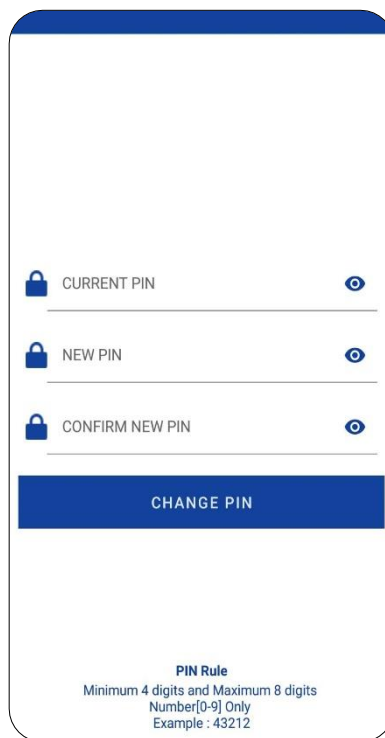 CURRENT PIN
NEW PIN
CONFIRM NEW PIN
CHANGE PIN
PIN Rule
Minimum 4 digits and Maximum 8 digits
Number[0-9] Only
Example : 43212